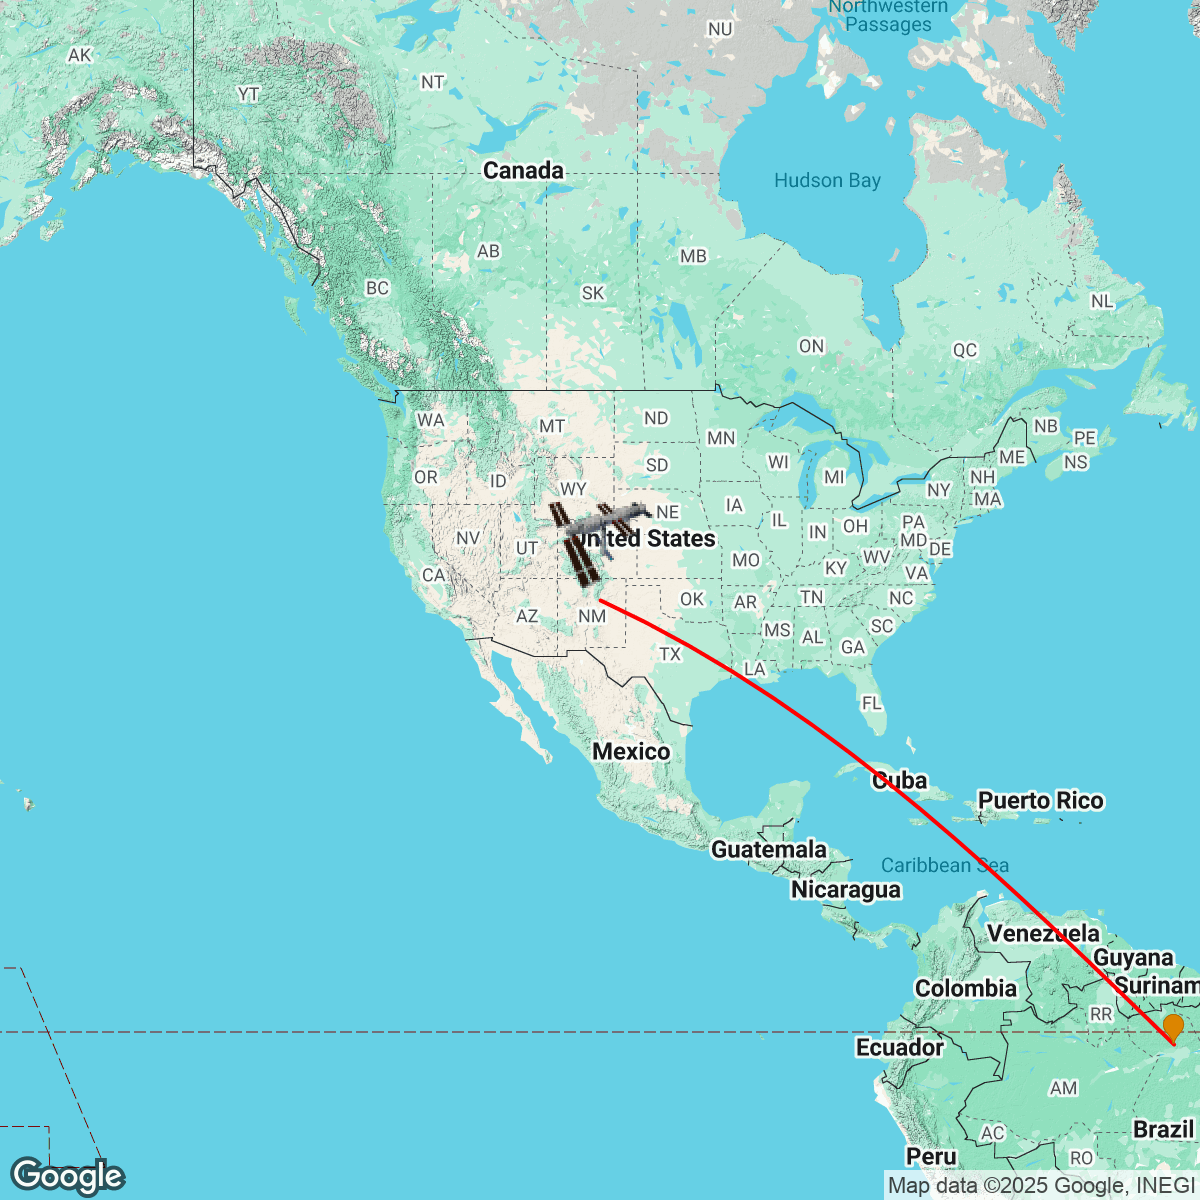 Northwestern
Passages
NU
AK
NT
YT
Canada
Hudson Bay
AB
MB
BC
SK
NL
ON
QC
WA
MT
ND
MN
NB
PE
ME
NS
OR
ID
SD
WI
MI
NH
WY
NY
MA
NE
IA
IL
IN
OH
PA
NV
UT
United States
MD
DE
MO
KY
WV
CA
VA
OK
AR
TN
NC
AZ
NM
MS
AL
SC
GA
TX
LA
FL
Mexico
Cuba
Puerto Rico
Guatemala
Caribbean Sea
Nicaragua
Venezuela
Guyana
Colombia
Surinam
RR
Ecuador
AM
AC
Brazil
Peru
RO
Google
Map data ©2025 Google, INEGI